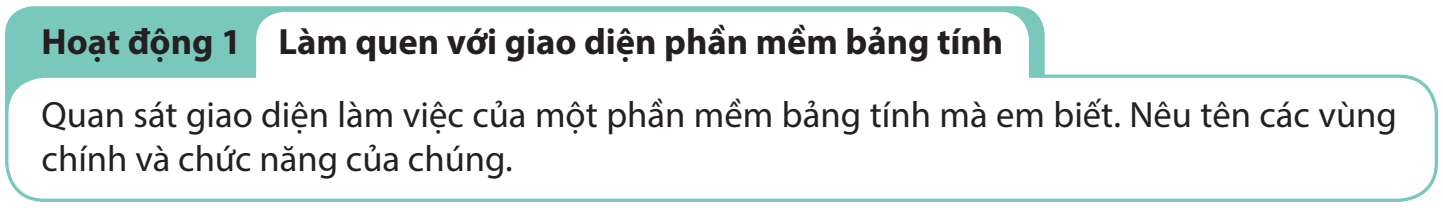 Hoạt động 1 Làm quen với giao diện phần mềm bảng tính
Quan sát giao diện làm việc của một phần mềm bảng tính mà em biết. Nêu tên các vùng
chính và chức năng của chúng.